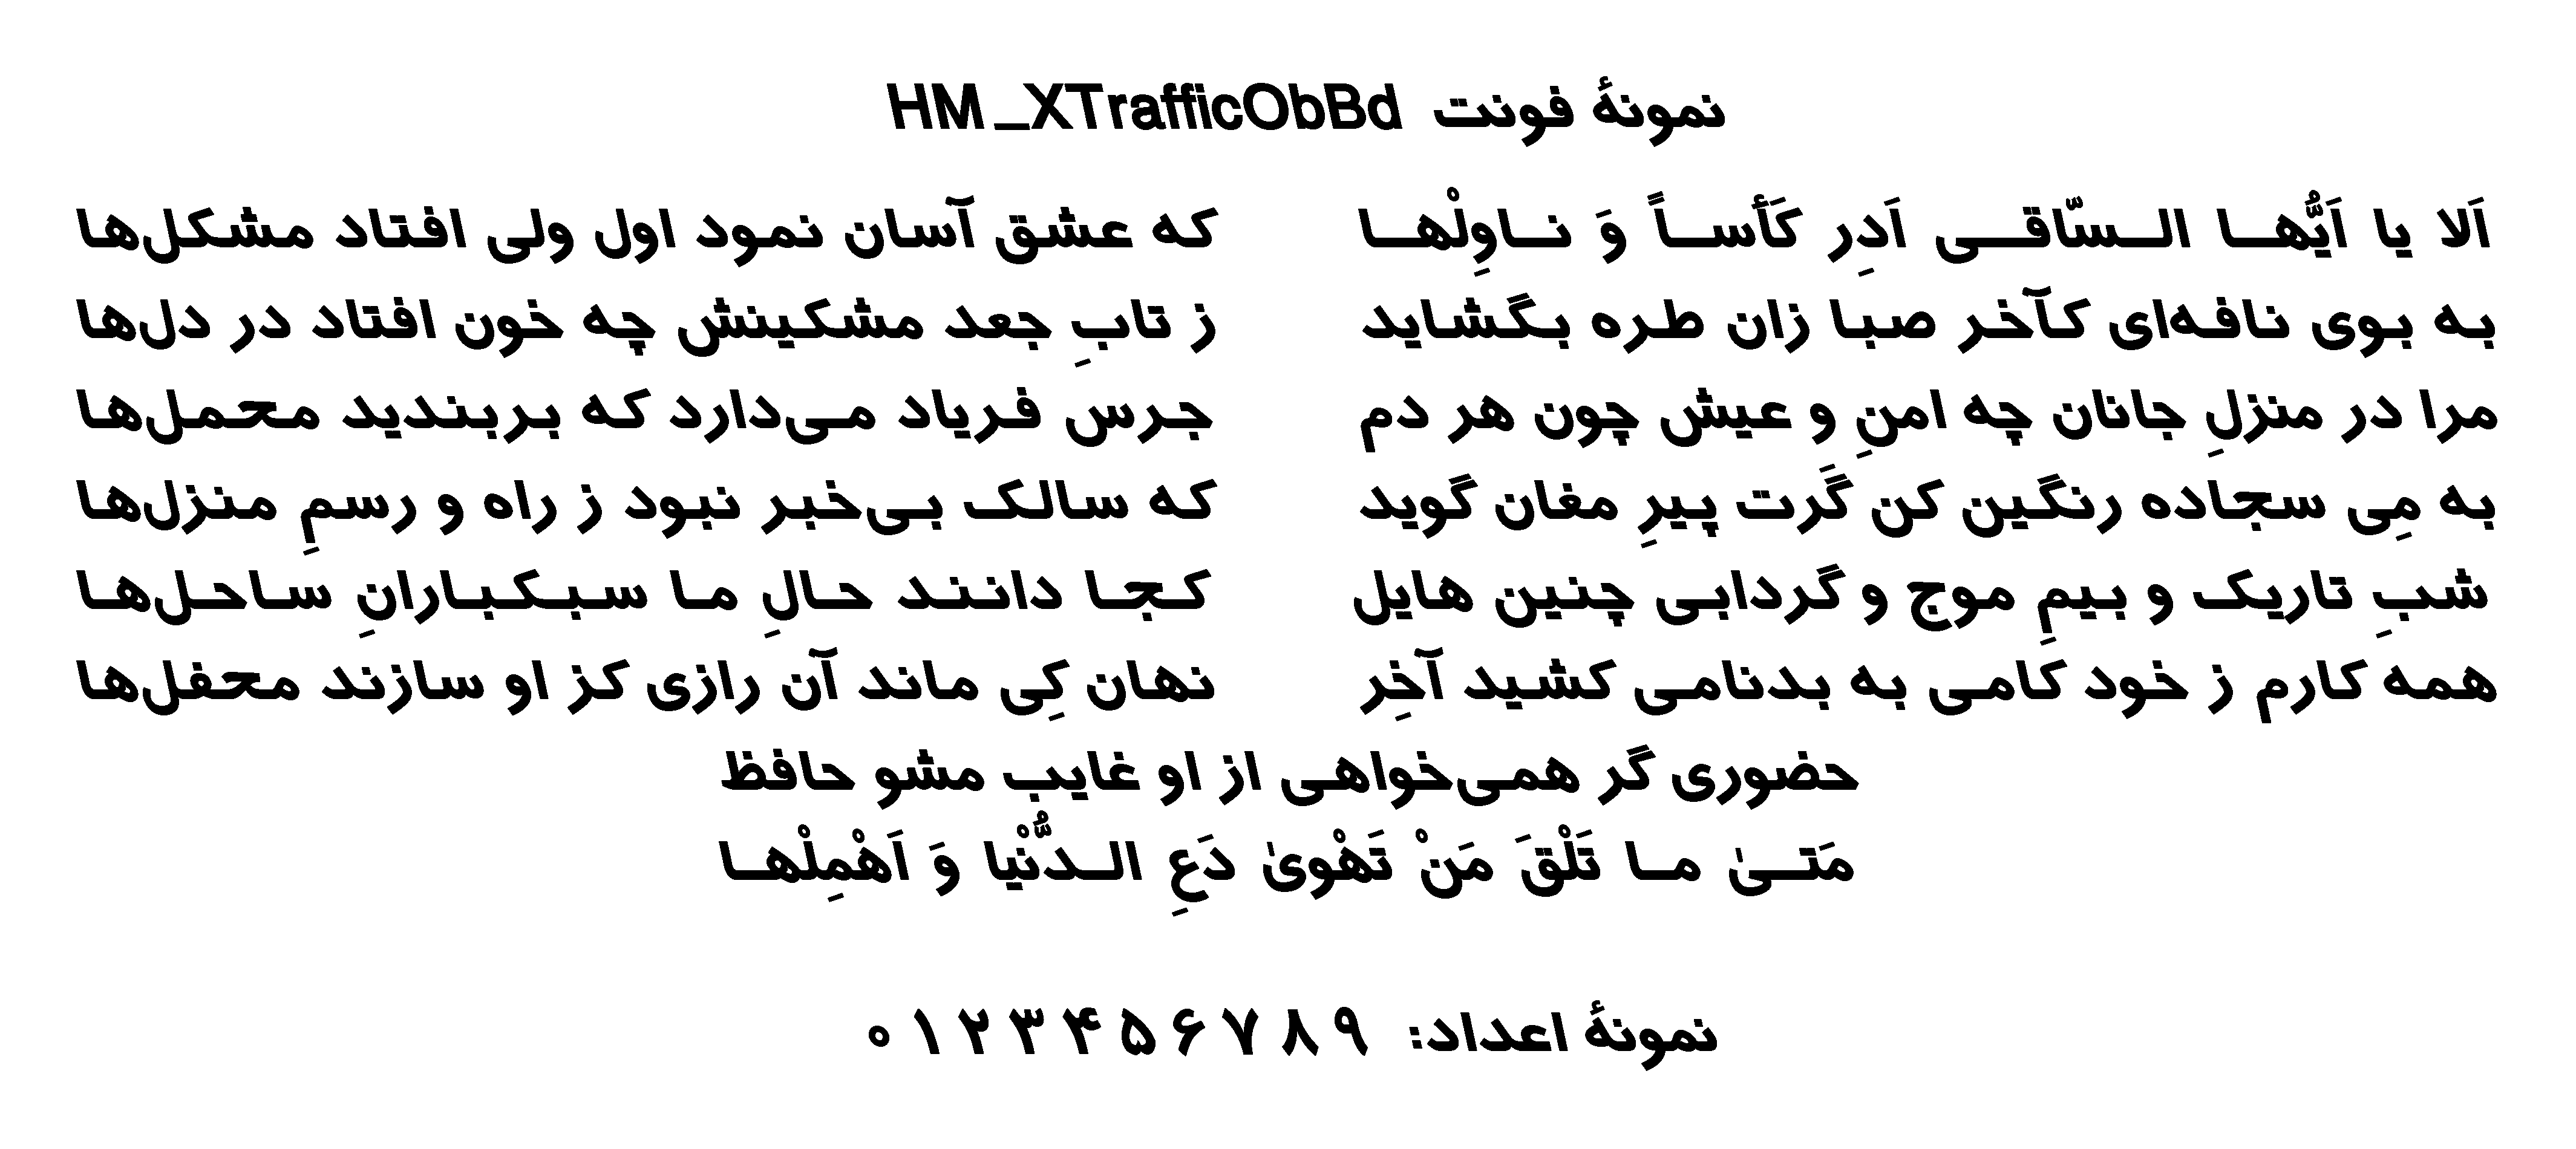 نمونهٔ فونت HM_XTrafficObBd
اَلا یا اَیُّهـا الـسّاقـی اَدِر کَأسـاً وَ نـاوِلْهـا که عشق آسان نمود اول ولی افتاد مشکل‌ها
به بوی نافه‌ای کآخر صبا زان طره بگشاید ز تابِ جعد مشکینش چه خون افتاد در دل‌ها
مرا در منزلِ جانان چه امنِ و عیش چون هر دم جرس فریاد می‌دارد که بربندید محمل‌ها
به مِی سجاده رنگین کن گَرت پیرِ مغان گوید که سالک بی‌خبر نبود ز راه و رسمِ منزل‌ها
شبِ تاریک و بیمِ موج و گردابی چنین هایل کجا دانند حالِ ما سبکبارانِ ساحل‌ها
همه کارم ز خود کامی به بدنامی کشید آخِر نهان کِی ماند آن رازی کز او سازند محفل‌ها
حضوری گر همی‌خواهی از او غایب مشو حافظ
مَتـیٰ مـا تَلْقَ مَنْ تَهْویٰ دَعِ الـدُّنْیا وَ اَهْمِلْهـا
نمونهٔ اعداد: ۰ ۱ ۲ ۳ ۴ ۵ ۶ ۷ ۸ ۹